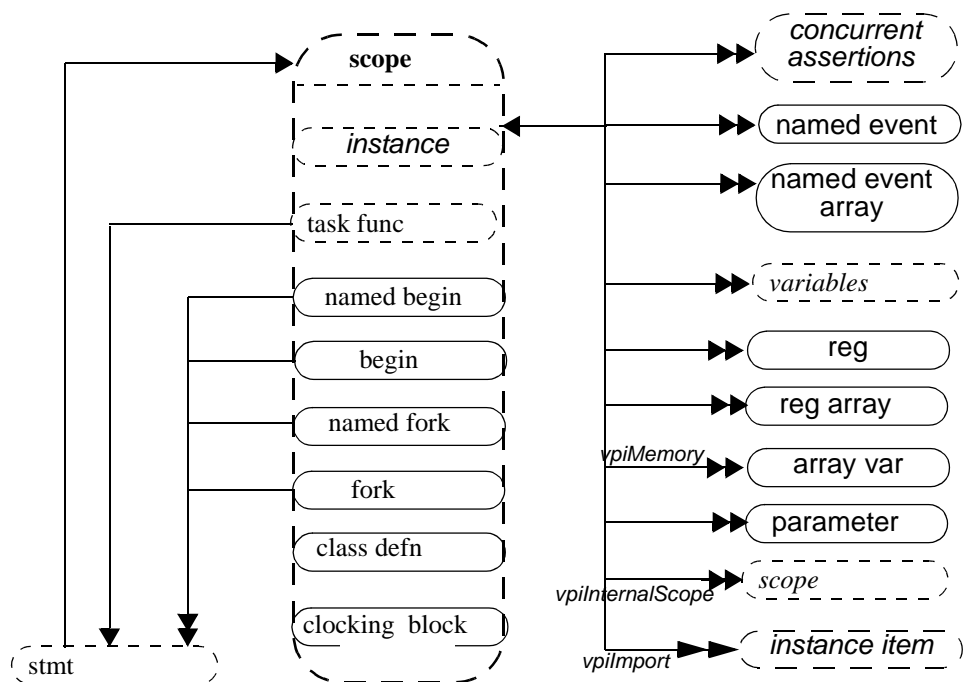 scope
instance
task func
named begin
begin
named fork
fork
class defn
clocking block
stmt
concurrent
assertions
named event
named event
array
variables
reg
reg array
vpiMemory
array var
parameter
vpiInternalScope
scope
vpiImport
instance item